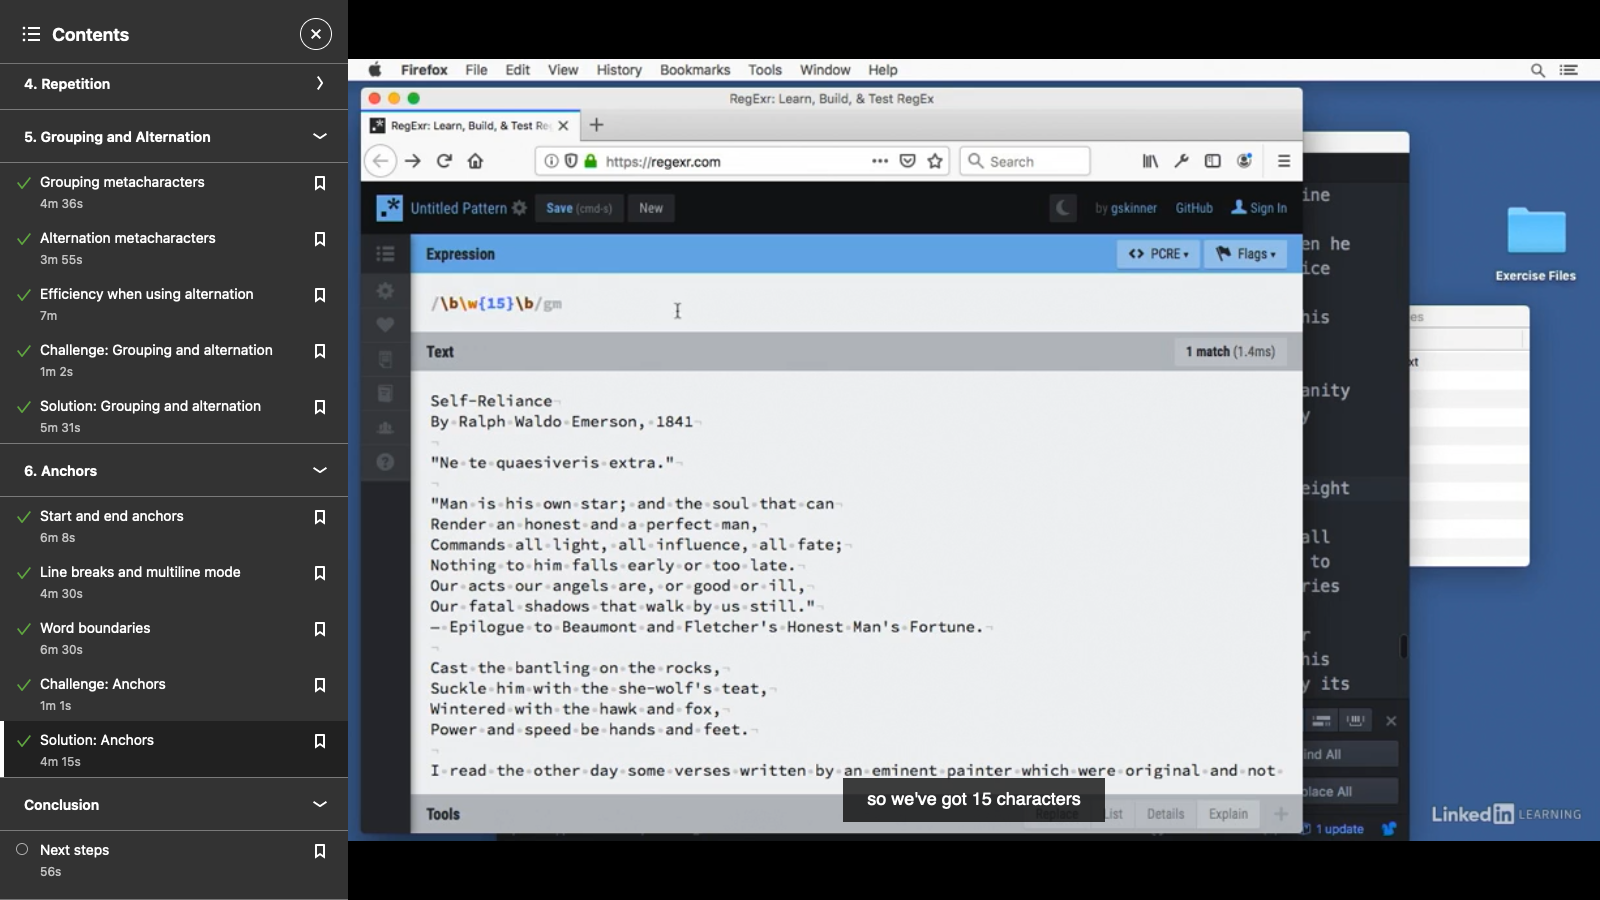 Contents
4. Repetition
5. Grouping and Alternation
Grouping metacharacters
4m 36s
Alternation metacharacters
3m 55s
Efficiency when using alternation
7m
Challenge: Grouping and alternation
1m 2s
Solution: Grouping and alternation
5m 31s
6. Anchors
Start and end anchors
6m 8s
Line breaks and multiline mode
4m 30s
Word boundaries
6m 30s
Challenge: Anchors
1m 1s
Solution: Anchors
4m 15s
Conclusion
Next steps
56s
Firefox File Edit View History Bookmarks Tools Window Help
RegExr: Learn, Build, & Test RegEx
RegExr: Learn, Build, & Test Re
https://regexr.com
Search
Untitled Pattern Save (cmd-s) New by gskinner GitHub Sign In
Expression <> PCRE Flags
/\b\w{15}\b/gm
Text 1 match (1.4ms)
Self-Reliance
By Ralph Waldo Emerson, 1841
"Ne te quaesiveris extra."
"Man is his own star; and the soul that can
Render an honest and a perfect man,
Commands all light, all influence, all fate;
Nothing to him falls early or too late.
Our acts our angels are, or good or ill,
Our fatal shadows that walk by us still."
— Epilogue to Beaumont and Fletcher's Honest Man's Fortune.
Cast the bantling on the rocks,
Suckle him with the she-wolf's teat,
Wintered with the hawk and fox,
Power and speed be hands and feet.
I read the other day some verses written by an eminent painter which were original and not
so we've got 15 characters
Tools Replace List Details Explain
ine
en he
ice
his
anity
y
eight
all
to
ries
r
his
y its
ind All
place All
1 update
Exercise Files
es
xt
Linked in LEARNING